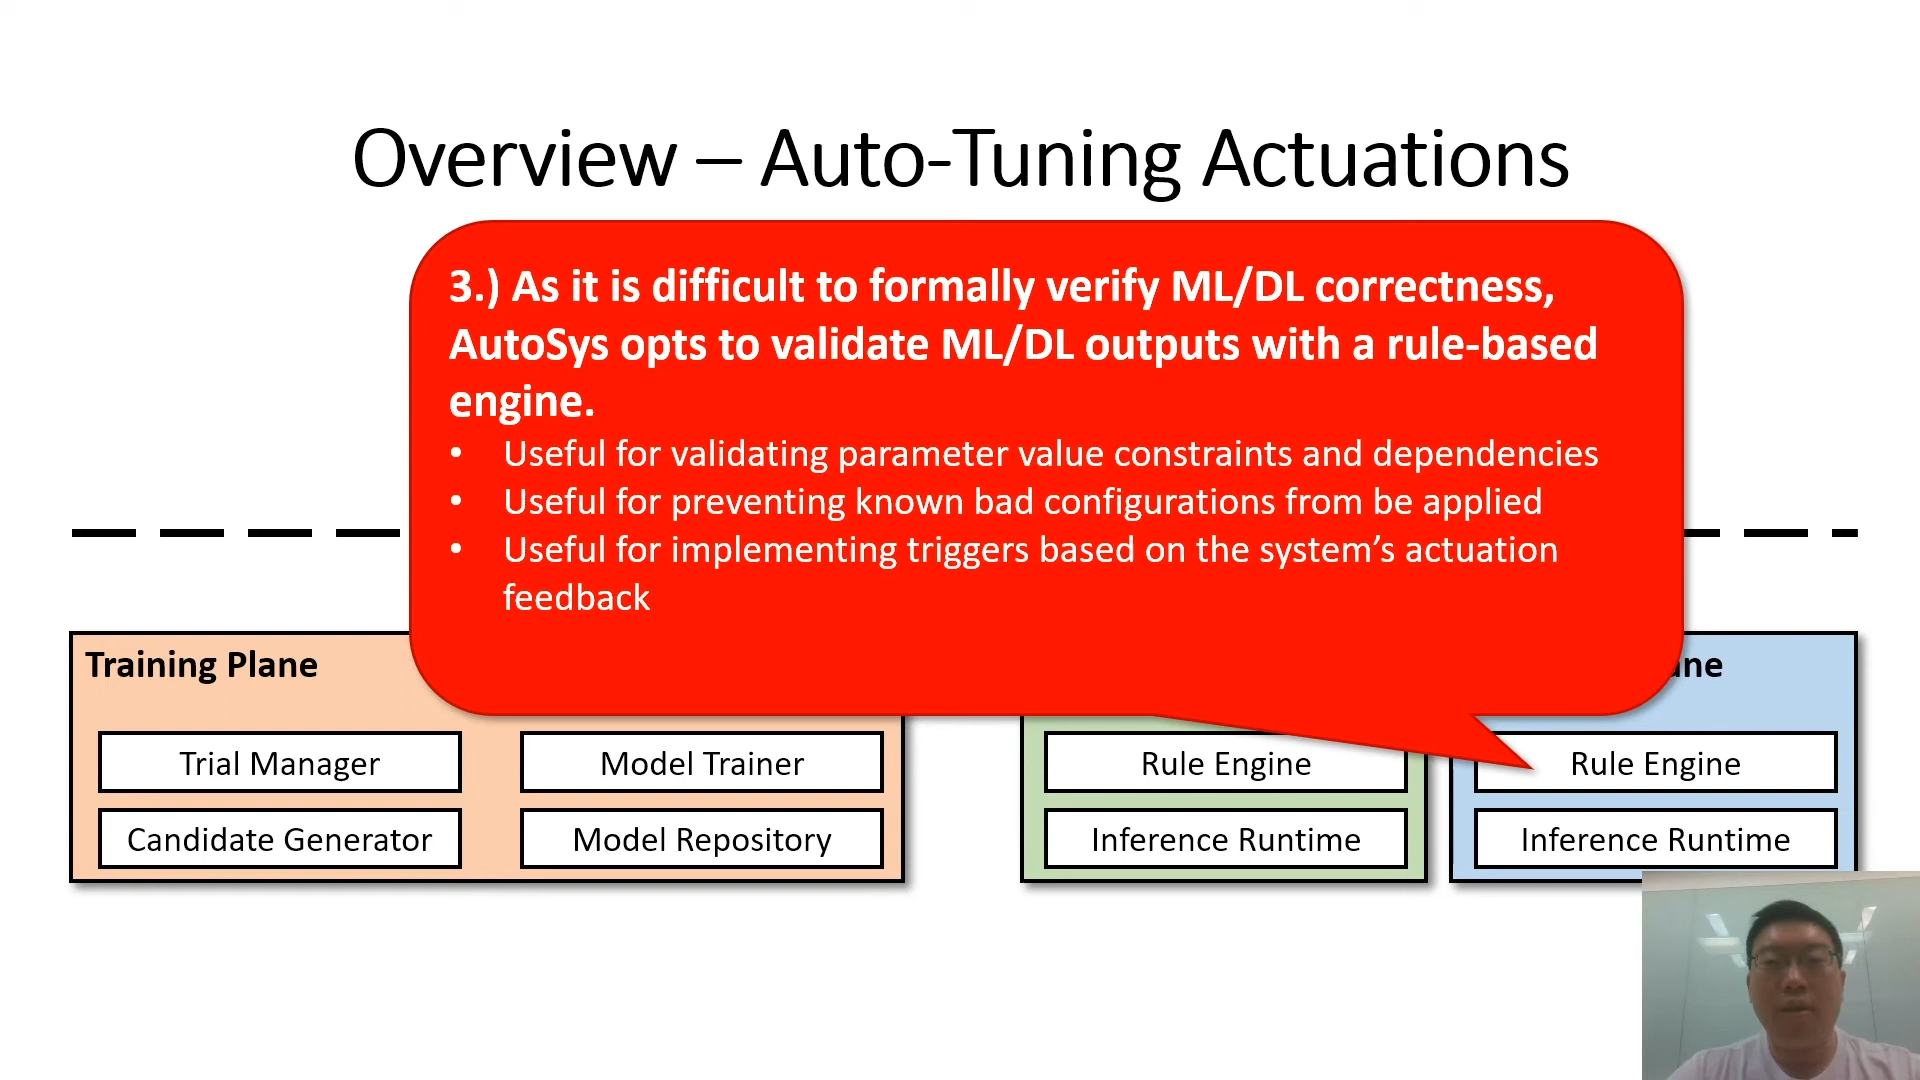 Overview – Auto-Tuning Actuations
3.) As it is difficult to formally verify ML/DL correctness,
AutoSys opts to validate ML/DL outputs with a rule-based
engine.
• Useful for validating parameter value constraints and dependencies
• Useful for preventing known bad configurations from be applied
• Useful for implementing triggers based on the system’s actuation
feedback
Training Plane
Trial Manager
Model Trainer
Candidate Generator
Model Repository
Rule Engine
Inference Runtime
Rule Engine
Inference Runtime